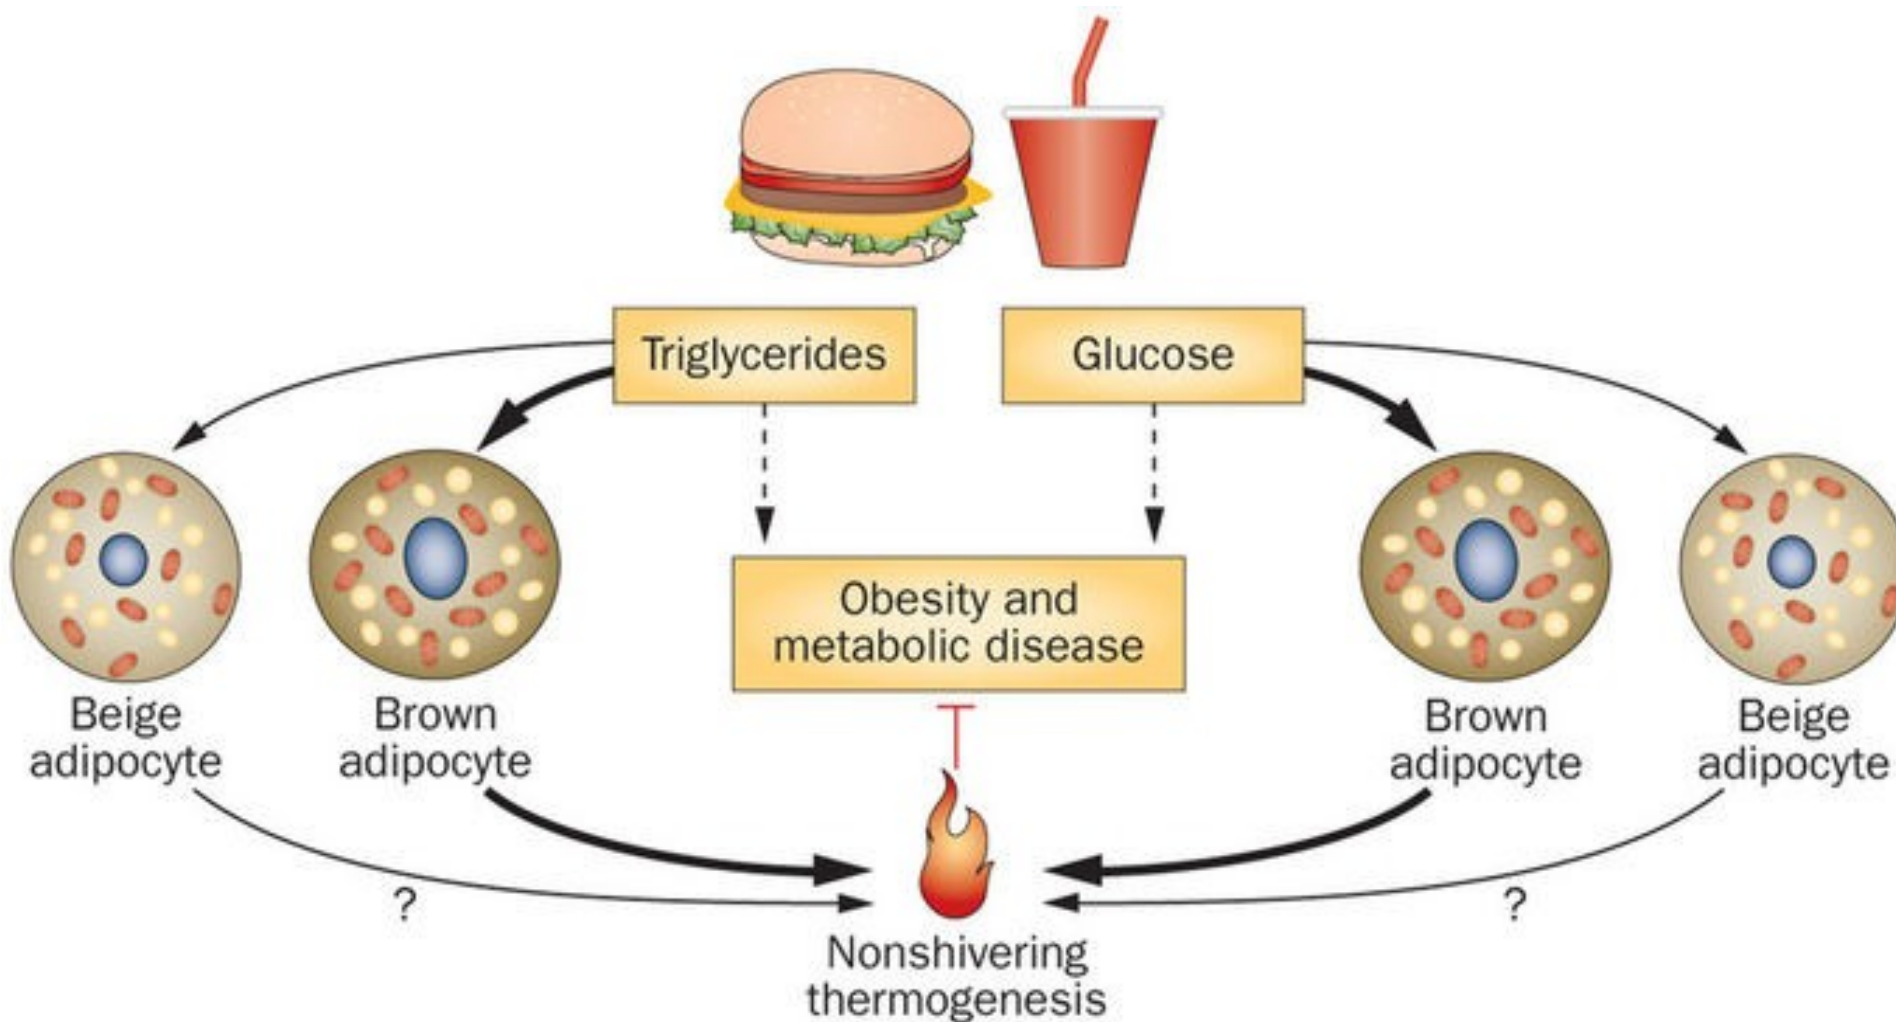 Triglycerides
Glucose
Obesity and
metabolic disease
Beige
adipocyte
Brown
adipocyte
Brown
adipocyte
Beige
adipocyte
?
?
Nonshivering
thermogenesis